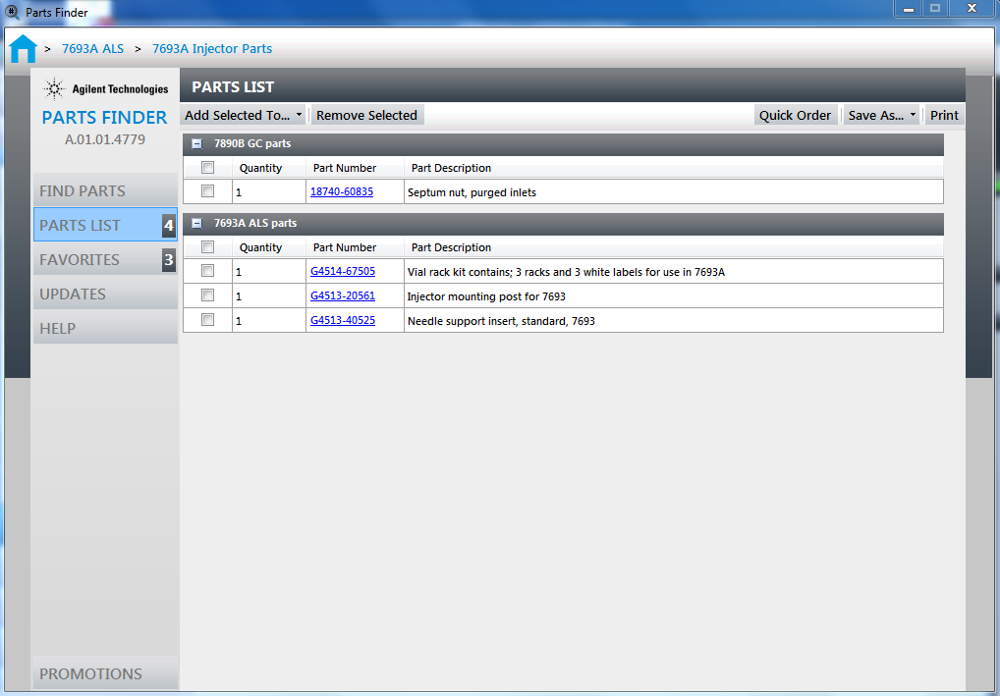 Parts Finder
> 7693A ALS > 7693A Injector Parts
Agilent Technologies
PARTS FINDER
A.01.01.4779
FIND PARTS
PARTS LIST 4
FAVORITES 3
UPDATES
HELP
PROMOTIONS
PARTS LIST
Add Selected To... Remove Selected Quick Order Save As... Print
7890B GC parts
Quantity Part Number Part Description
1 18740-60835 Septum nut, purged inlets
7693A ALS parts
Quantity Part Number Part Description
1 G4514-67505 Vial rack kit contains; 3 racks and 3 white labels for use in 7693A
1 G4513-20561 Injector mounting post for 7693
1 G4513-40525 Needle support insert, standard, 7693